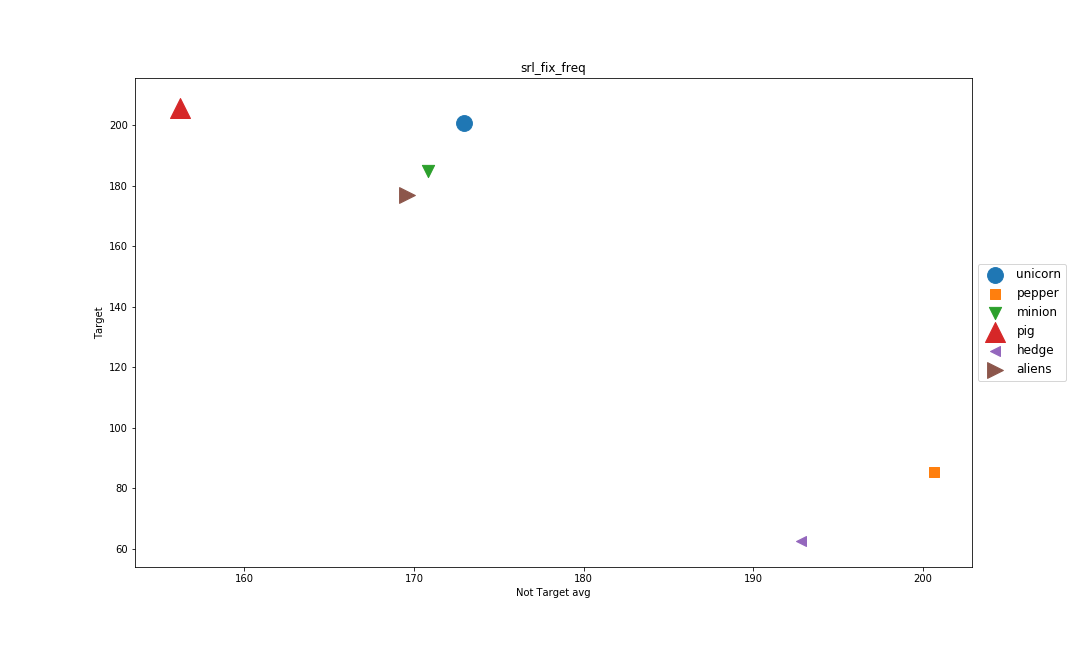 srl_fix_freq
Target
200
180
160
140
120
100
80
60
160
170
180
190
200
Not Target avg
unicorn
pepper
minion
pig
hedge
aliens